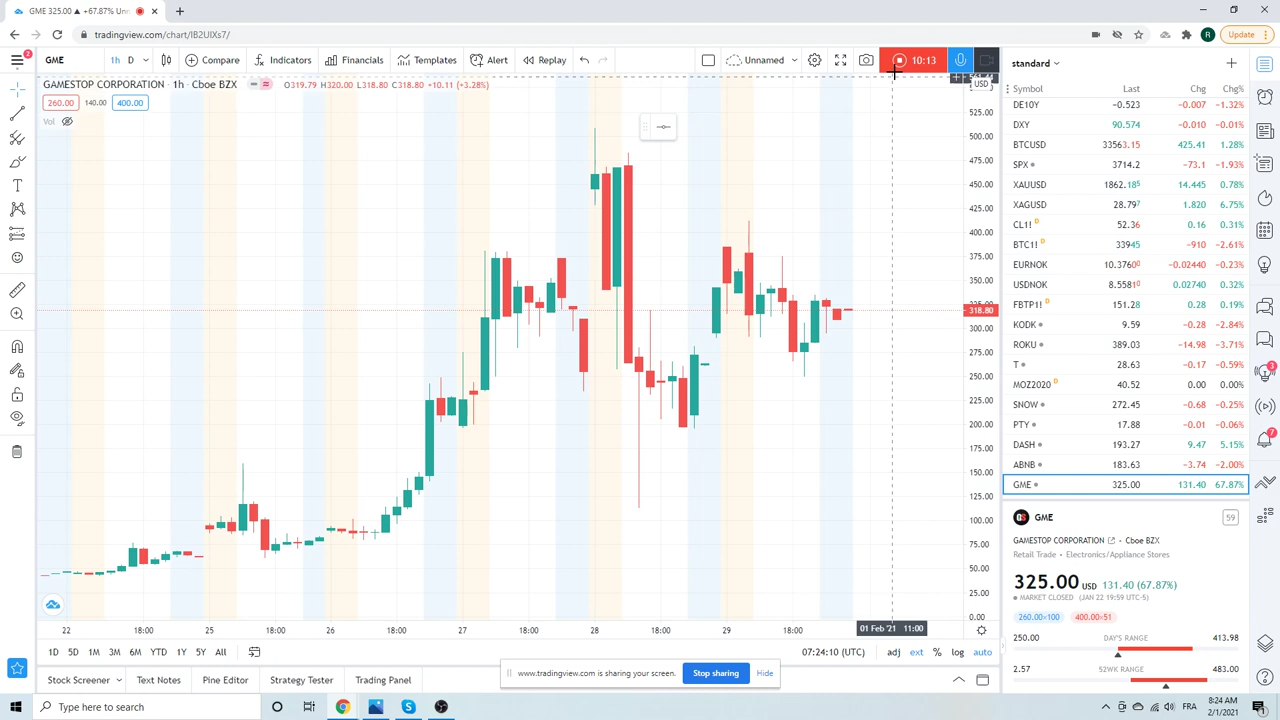 GME 325.00 ▲ +67.87% Unn
tradingview.com/chart/IB2UIXs7/
R
Update
2
GME
1h
D
Compare
Indicators
Financials
Templates
Alert
Replay
Unnamed
10:13
GAMESTOP CORPORATION · 1h · Cboe BZX
O319.79 H320.00 L318.80 C318.80 +10.11 (+3.28%)
260.00
140.00
400.00
Vol
USD
525.00
500.00
475.00
450.00
425.00
400.00
375.00
350.00
318.80
300.00
275.00
250.00
225.00
200.00
175.00
150.00
125.00
100.00
75.00
50.00
25.00
0.00
22 18:00 25 18:00 26 18:00 27 18:00 28 18:00 29 18:00 01 Feb '21 11:00
1D 5D 1M 3M 6M YTD 1Y 5Y All
07:24:10 (UTC) adj ext % log auto
Stock Screener Text Notes Pine Editor Strategy Tester Trading Panel
www.tradingview.com is sharing your screen. Stop sharing Hide
standard
Symbol Last Chg Chg%
DE10Y -0.523 -0.007 -1.32%
DXY 90.574 -0.010 -0.01%
BTCUSD 33563.15 425.41 1.28%
SPX 3714.2 -73.1 -1.93%
XAUUSD 1862.185 14.445 0.78%
XAGUSD 28.797 1.820 6.75%
CL1! D 52.36 0.16 0.31%
BTC1! D 33945 -910 -2.61%
EURNOK 10.3760 -0.02440 -0.23%
USDNOK 8.5581 0.02740 0.32%
FBTP1! D 151.28 0.28 0.19%
KODK 9.59 -0.28 -2.84%
ROKU 389.03 -14.98 -3.71%
T 28.63 -0.17 -0.59%
MOZ2020 D 40.52 0.00 0.00%
SNOW 272.45 -0.68 -0.25%
PTY 17.88 -0.01 -0.06%
DASH 193.27 9.47 5.15%
ABNB 183.63 -3.74 -2.00%
GME 325.00 131.40 67.87%
GME
59
GAMESTOP CORPORATION · Cboe BZX
Retail Trade · Electronics/Appliance Stores
325.00 USD 131.40 (67.87%)
MARKET CLOSED (JAN 22 19:59 UTC-5)
260.00×100 400.00×51
250.00 DAY'S RANGE 413.98
2.57 52WK RANGE 483.00
3
7
Type here to search
FRA
8:24 AM
2/1/2021
1